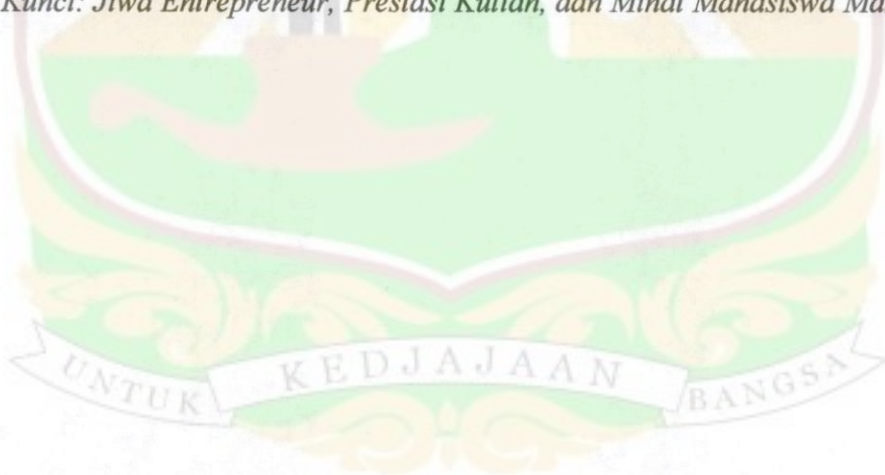 Kunci: Jiwa Entrepreneur, Prestasi Kuliah, dan Minat Mahasiswa
UNTUK KEDJAJAAN BANGSA